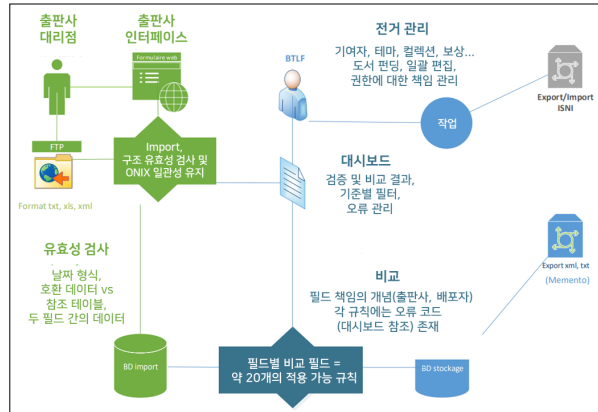 출판사
대리점
출판사
인터페이스
Formulaire web
FTP
Format txt, xls, xml
Import,
구조 유효성 검사 및
ONIX 일관성 유지
BTLF
전거 관리
기여자, 테마, 컬렉션, 보상...
도서 펀딩, 일괄 편집,
권한에 대한 책임 관리
작업
Export/Import
ISNI
대시보드
검증 및 비교 결과,
기준별 필터,
오류 관리
유효성 검사
날짜 형식,
호환 데이터 vs
참조 테이블,
두 필드 간의 데이터
BD import
필드별 비교 필드 =
약 20개의 적용 가능 규칙
비교
필드 책임의 개념(출판사, 배포자)
각 규칙에는 오류 코드
(대시보드 참조) 존재
BD stockage
Export xml, txt
(Memento)